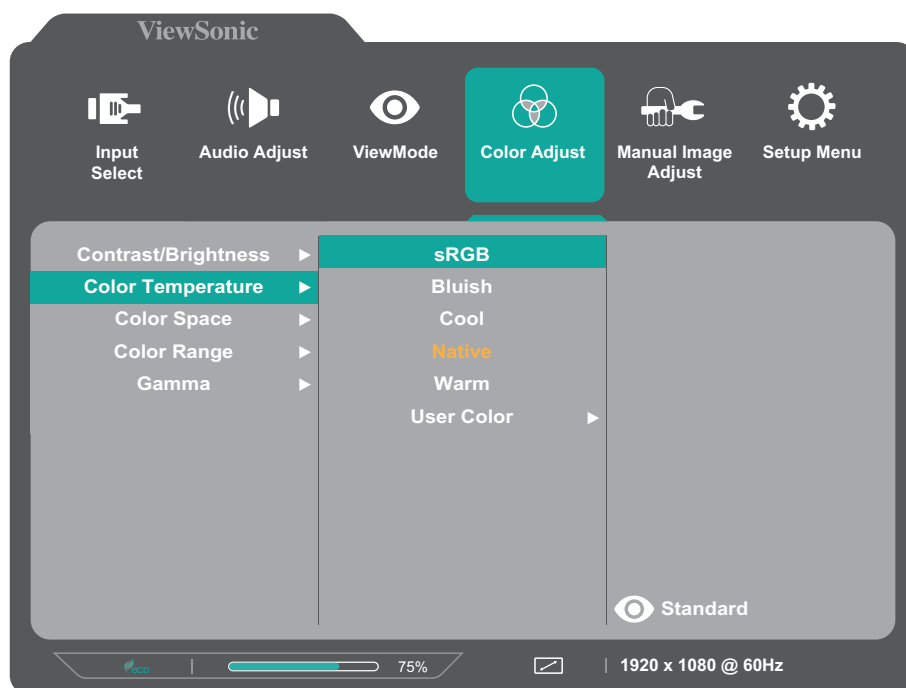 ViewSonic
Input Select
Audio Adjust
ViewMode
Color Adjust
Manual Image Adjust
Setup Menu
Contrast/Brightness
Color Temperature
Color Space
Color Range
Gamma
sRGB
Bluish
Cool
Native
Warm
User Color
Standard
eco
75%
1920 x 1080 @ 60Hz